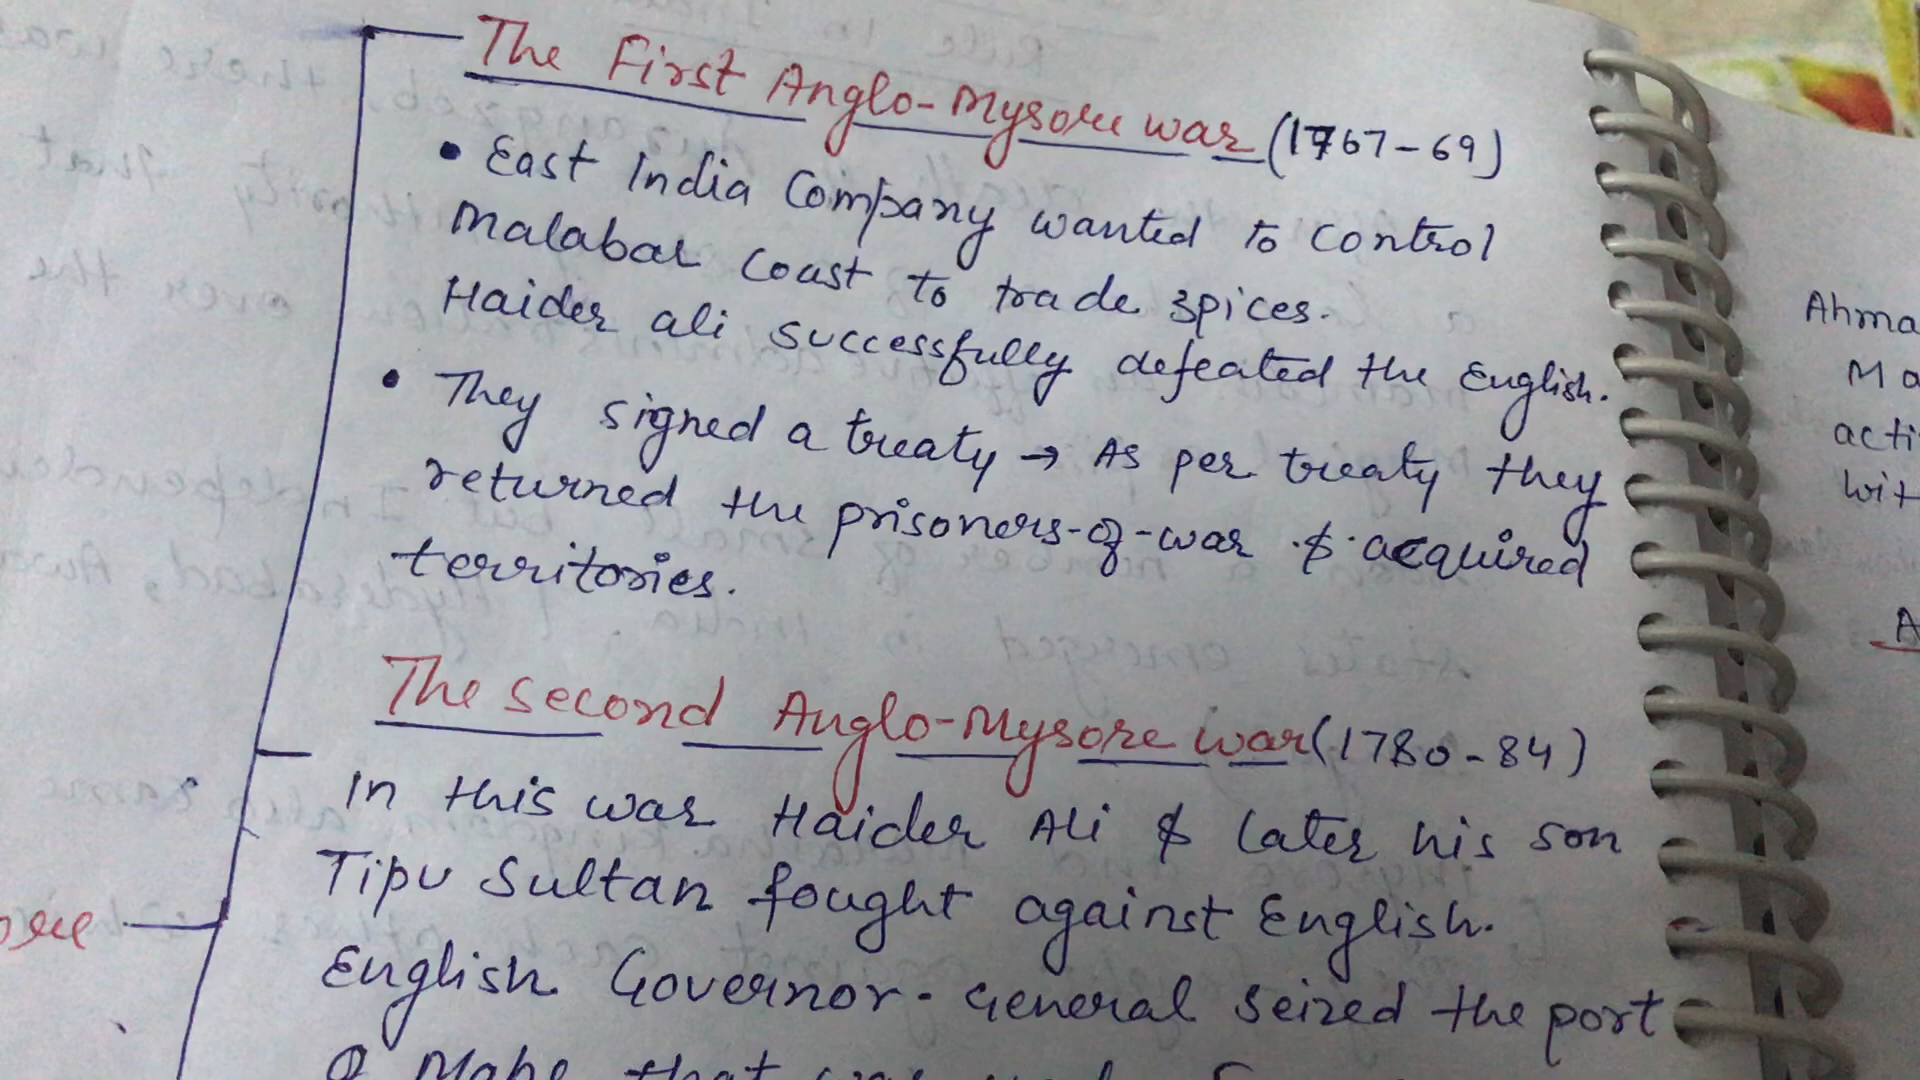 The First Anglo-Mysore war (1767-69)
• East India Company wanted to control
Malabar Coast to trade spices.
Haider ali successfully defeated the English.
• They signed a treaty → As per treaty they
returned the prisoners-of-war & acquired
territories.
The second Anglo-Mysore war (1780-84)
In this war Haider Ali & later his son
Tipu Sultan fought against English.
English Governor-General seized the port
Mahe that was
Ahma
Ma
acti
wit
A